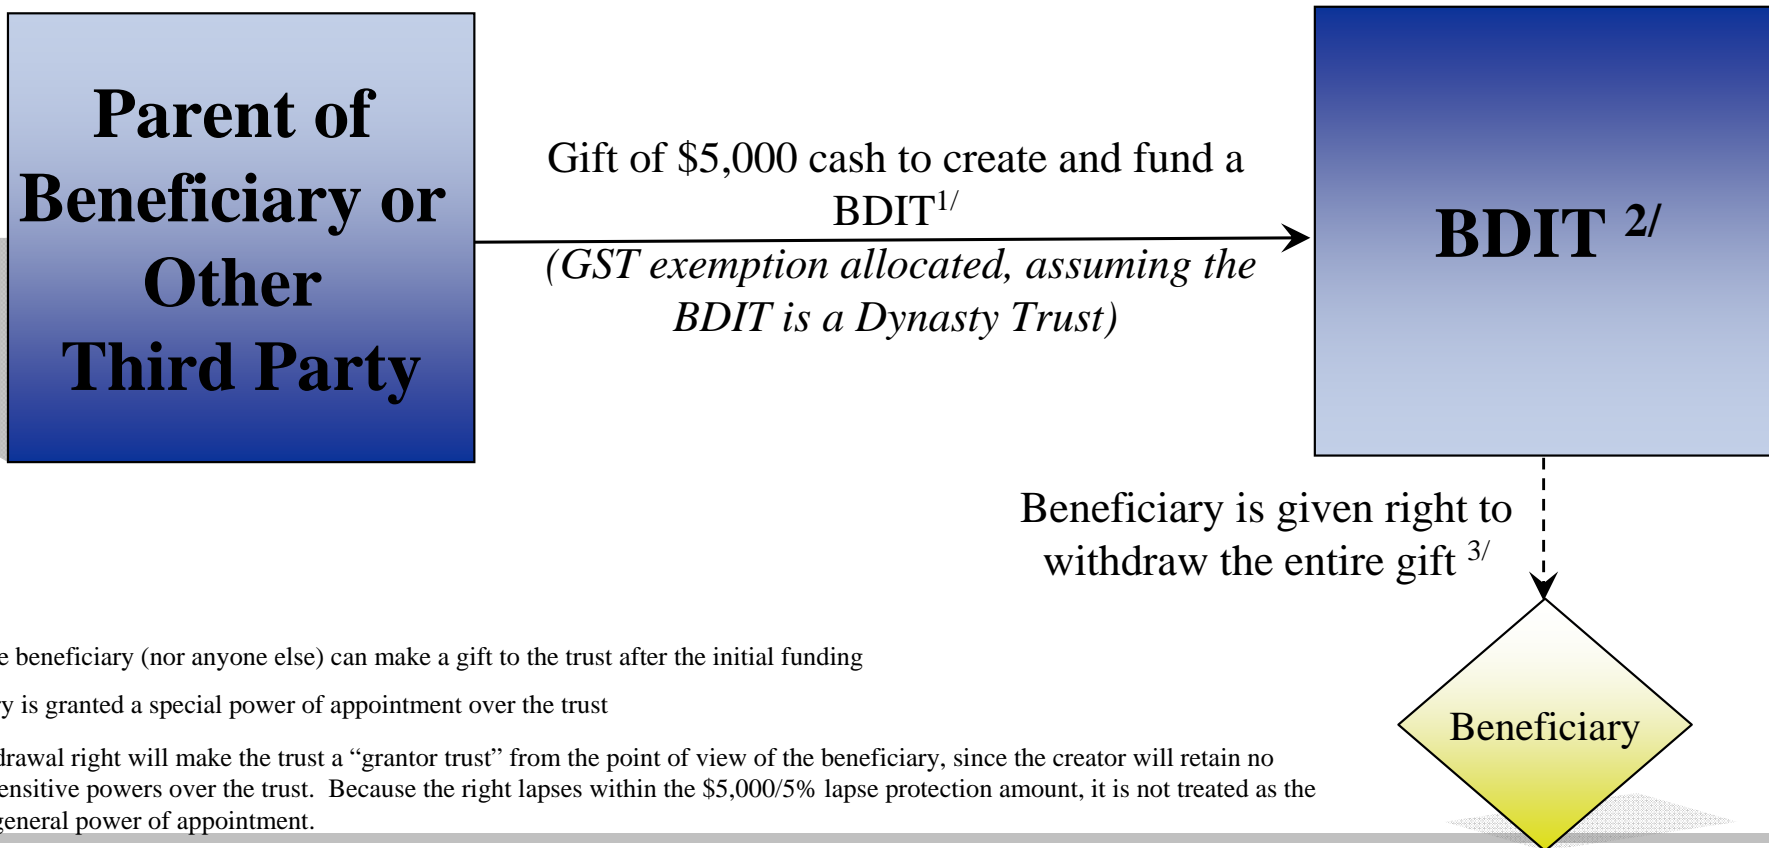 Parent of
Beneficiary or
Other
Third Party
Gift of $5,000 cash to create and fund a
BDIT1/
(GST exemption allocated, assuming the
BDIT is a Dynasty Trust)
BDIT 2/
Beneficiary is given right to
withdraw the entire gift 3/
Beneficiary
e beneficiary (nor anyone else) can make a gift to the trust after the initial funding
ry is granted a special power of appointment over the trust
drawal right will make the trust a “grantor trust” from the point of view of the beneficiary, since the creator will retain no
ensitive powers over the trust.  Because the right lapses within the $5,000/5% lapse protection amount, it is not treated as the
general power of appointment.